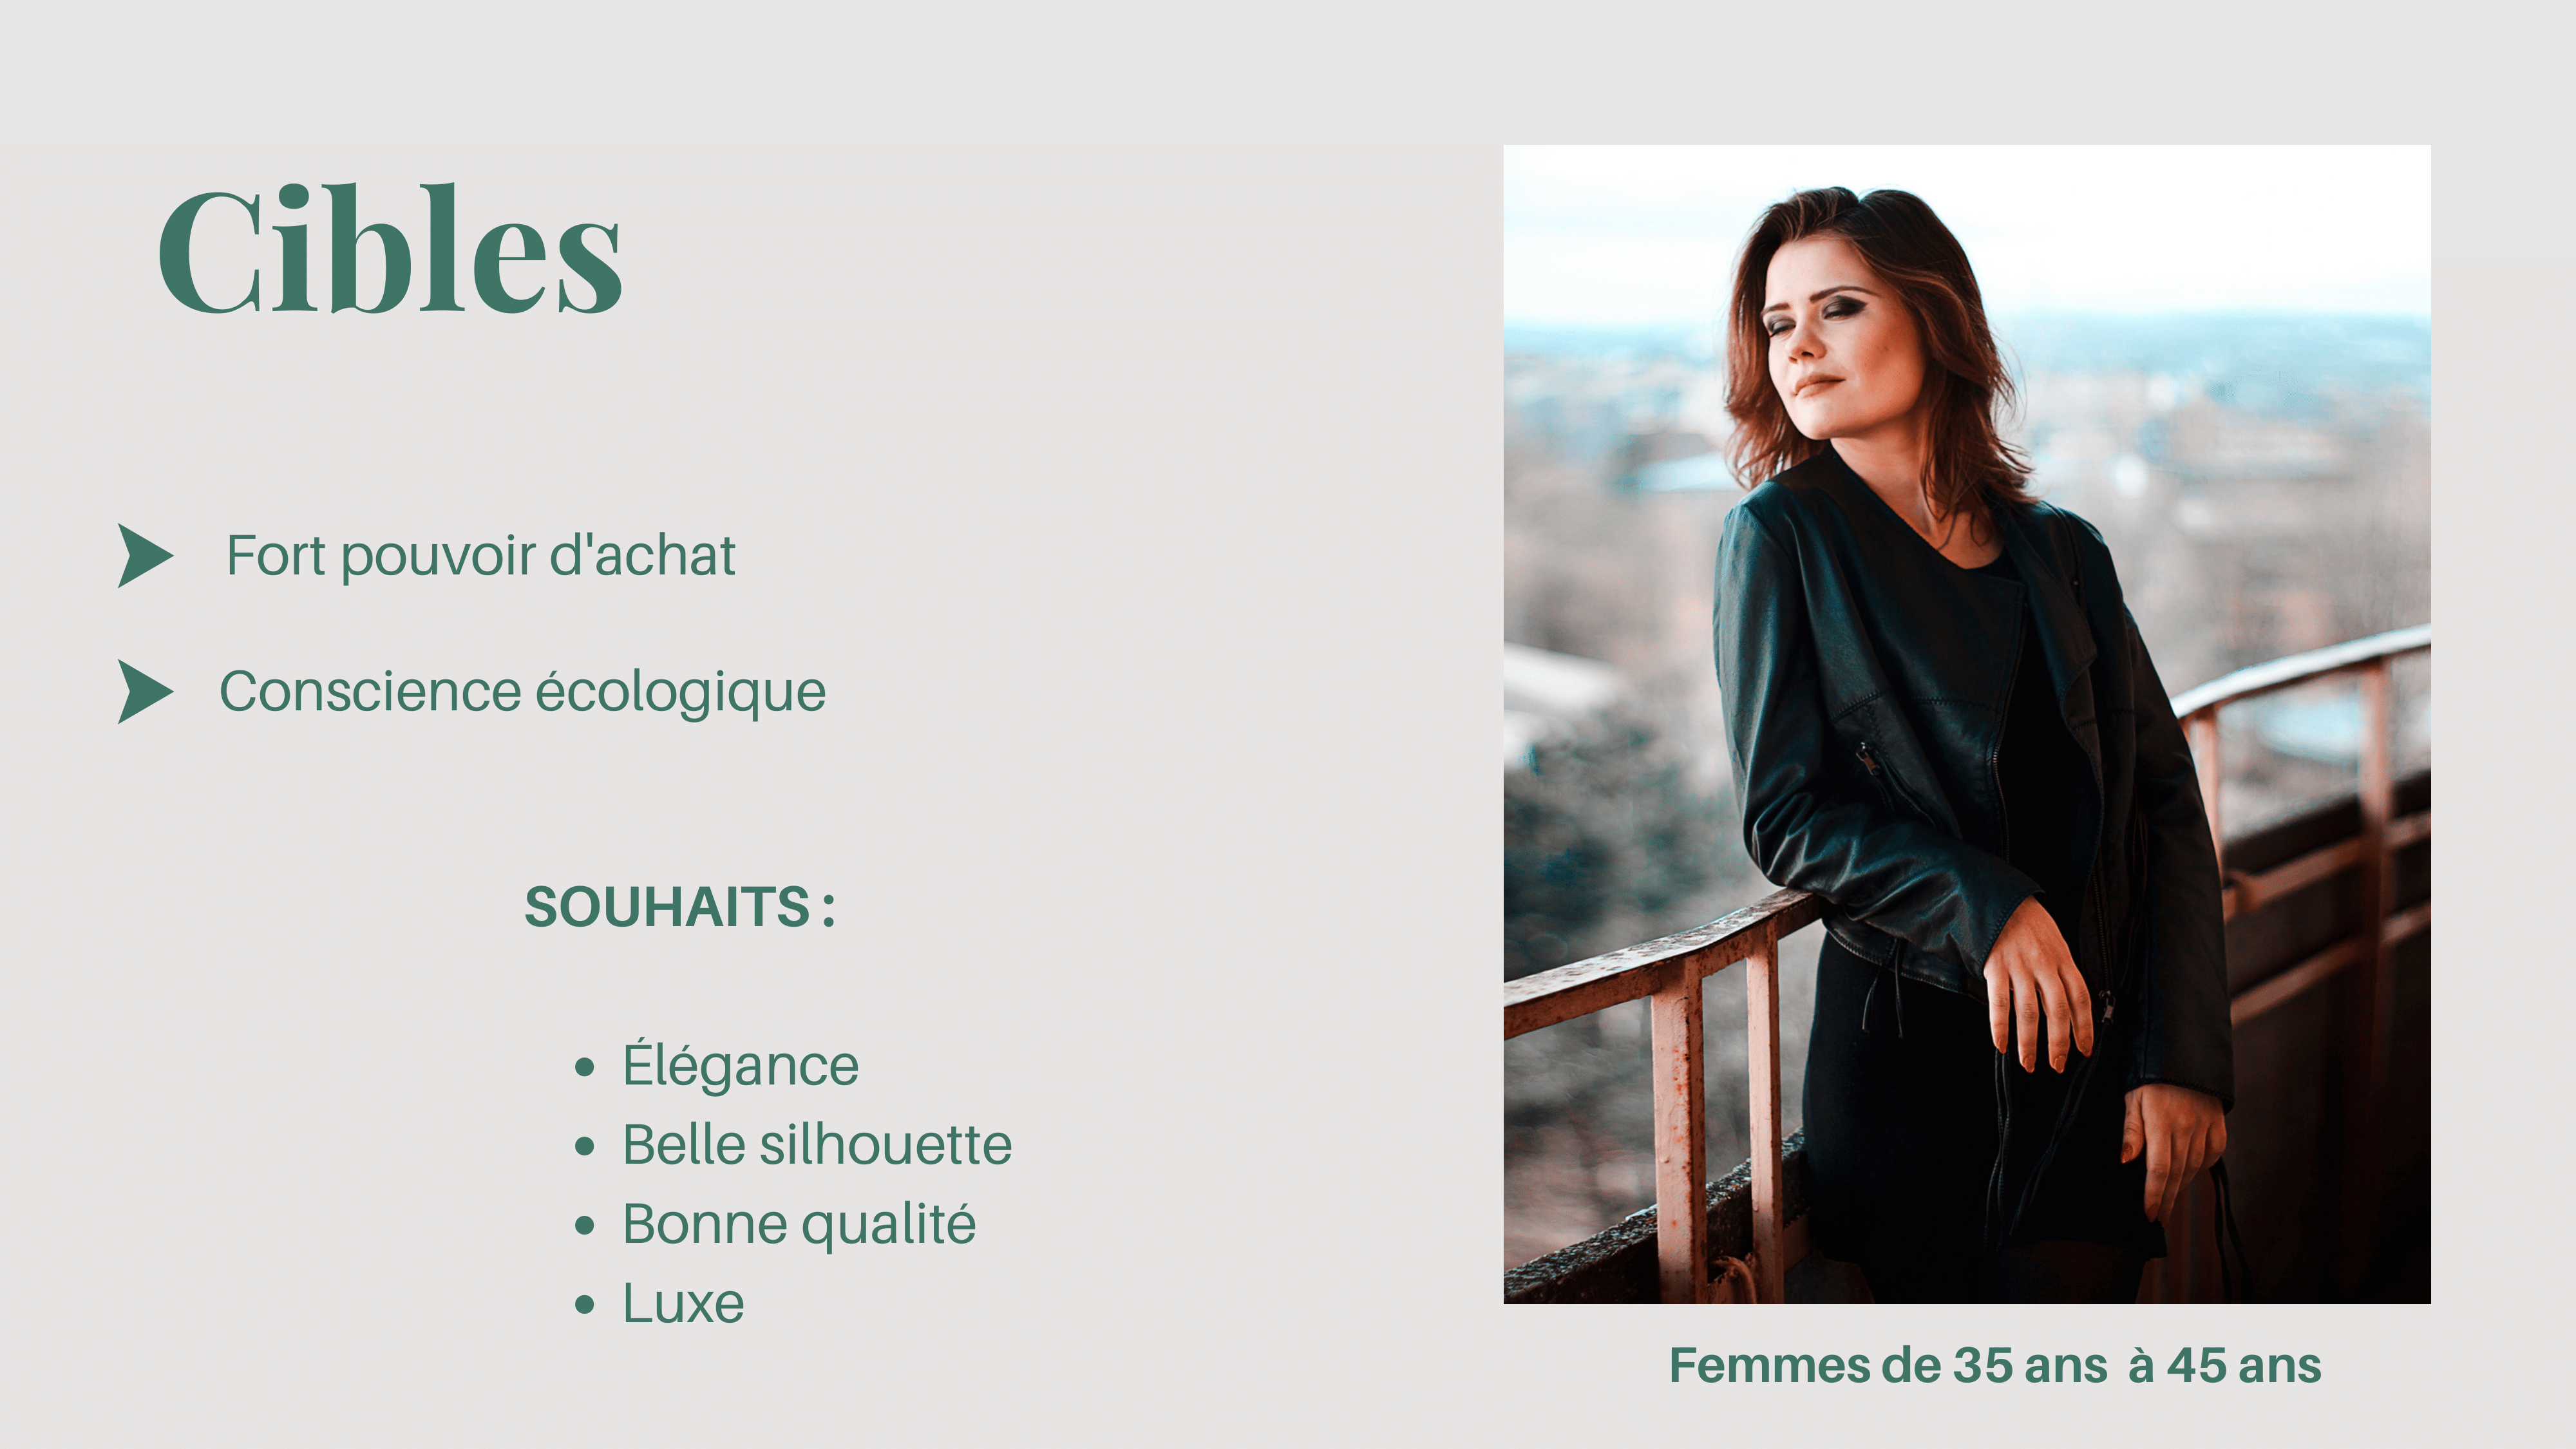 Cibles
Fort pouvoir d'achat
Conscience écologique
SOUHAITS :
• Élégance
• Belle silhouette
• Bonne qualité
• Luxe
Femmes de 35 ans à 45 ans